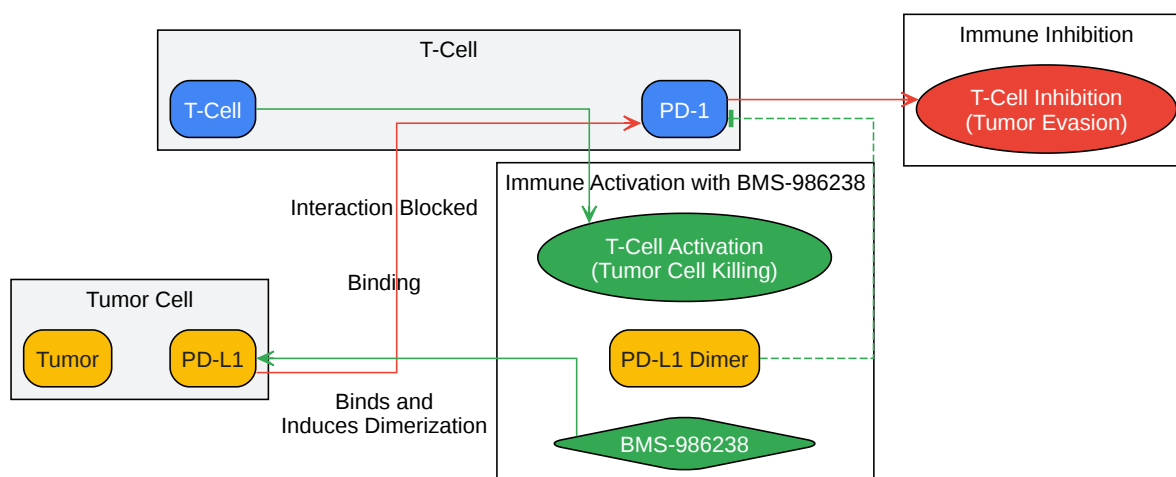 Immune Inhibition
T-Cell
T-Cell
PD-1
T-Cell Inhibition
(Tumor Evasion)
Immune Activation with BMS-986238
Interaction Blocked
T-Cell Activation
(Tumor Cell Killing)
Binding
Tumor Cell
Tumor
PD-L1
PD-L1 Dimer
Binds and
Induces Dimerization
BMS-986238